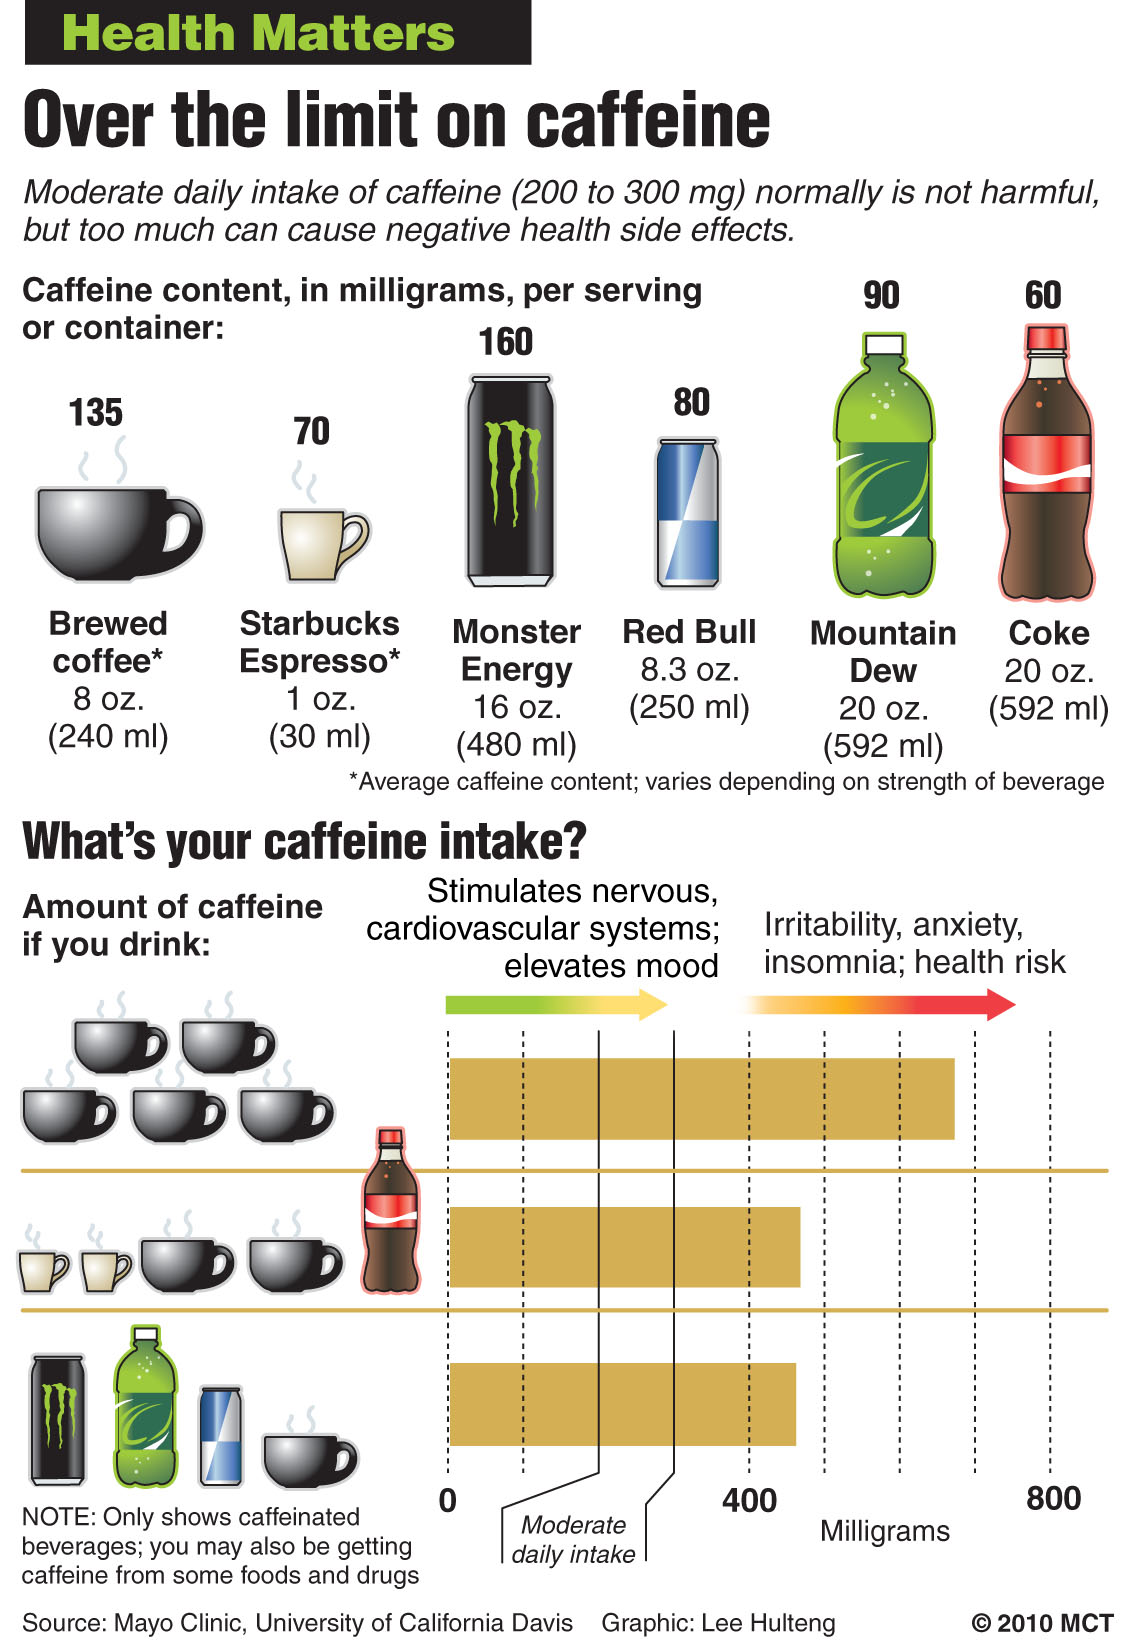 Health Matters
Over the limit on caffeine
Moderate daily intake of caffeine (200 to 300 mg) normally is not harmful,
but too much can cause negative health side effects.
Caffeine content, in milligrams, per serving
or container:
135
70
160
80
90
60
Brewed
coffee*
8 oz.
(240 ml)
Starbucks
Espresso*
1 oz.
(30 ml)
Monster
Energy
16 oz.
(480 ml)
Red Bull
8.3 oz.
(250 ml)
Mountain
Dew
20 oz.
(592 ml)
Coke
20 oz.
(592 ml)
*Average caffeine content; varies depending on strength of beverage
What's your caffeine intake?
Amount of caffeine
if you drink:
Stimulates nervous,
cardiovascular systems;
elevates mood
Irritability, anxiety,
insomnia; health risk
0
400
800
Moderate
daily intake
Milligrams
NOTE: Only shows caffeinated
beverages; you may also be getting
caffeine from some foods and drugs
Source: Mayo Clinic, University of California Davis
Graphic: Lee Hulteng
© 2010 MCT